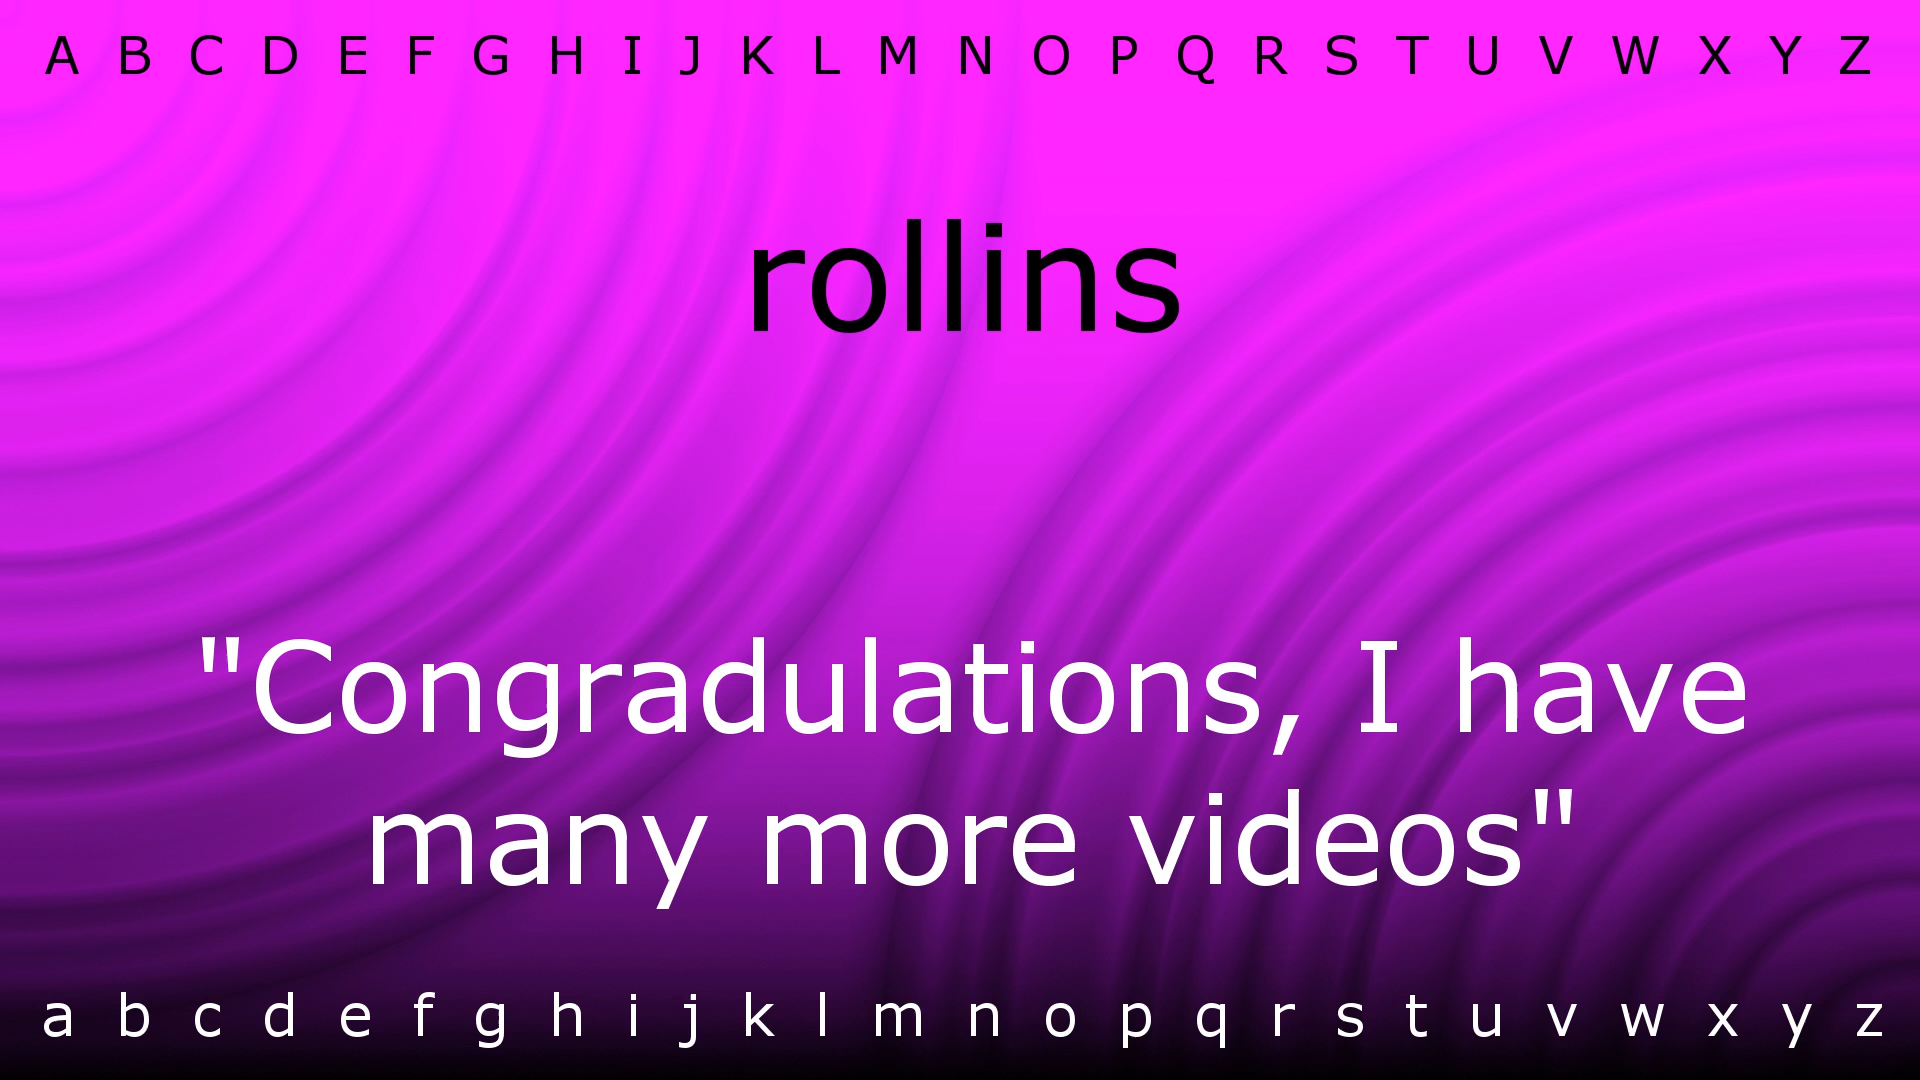 A B C D E F G H I J K L M N O P Q R S T U V W X Y Z
rollins
"Congradulations, I have
many more videos"
a b c d e f g h i j k l m n o p q r s t u v w x y z